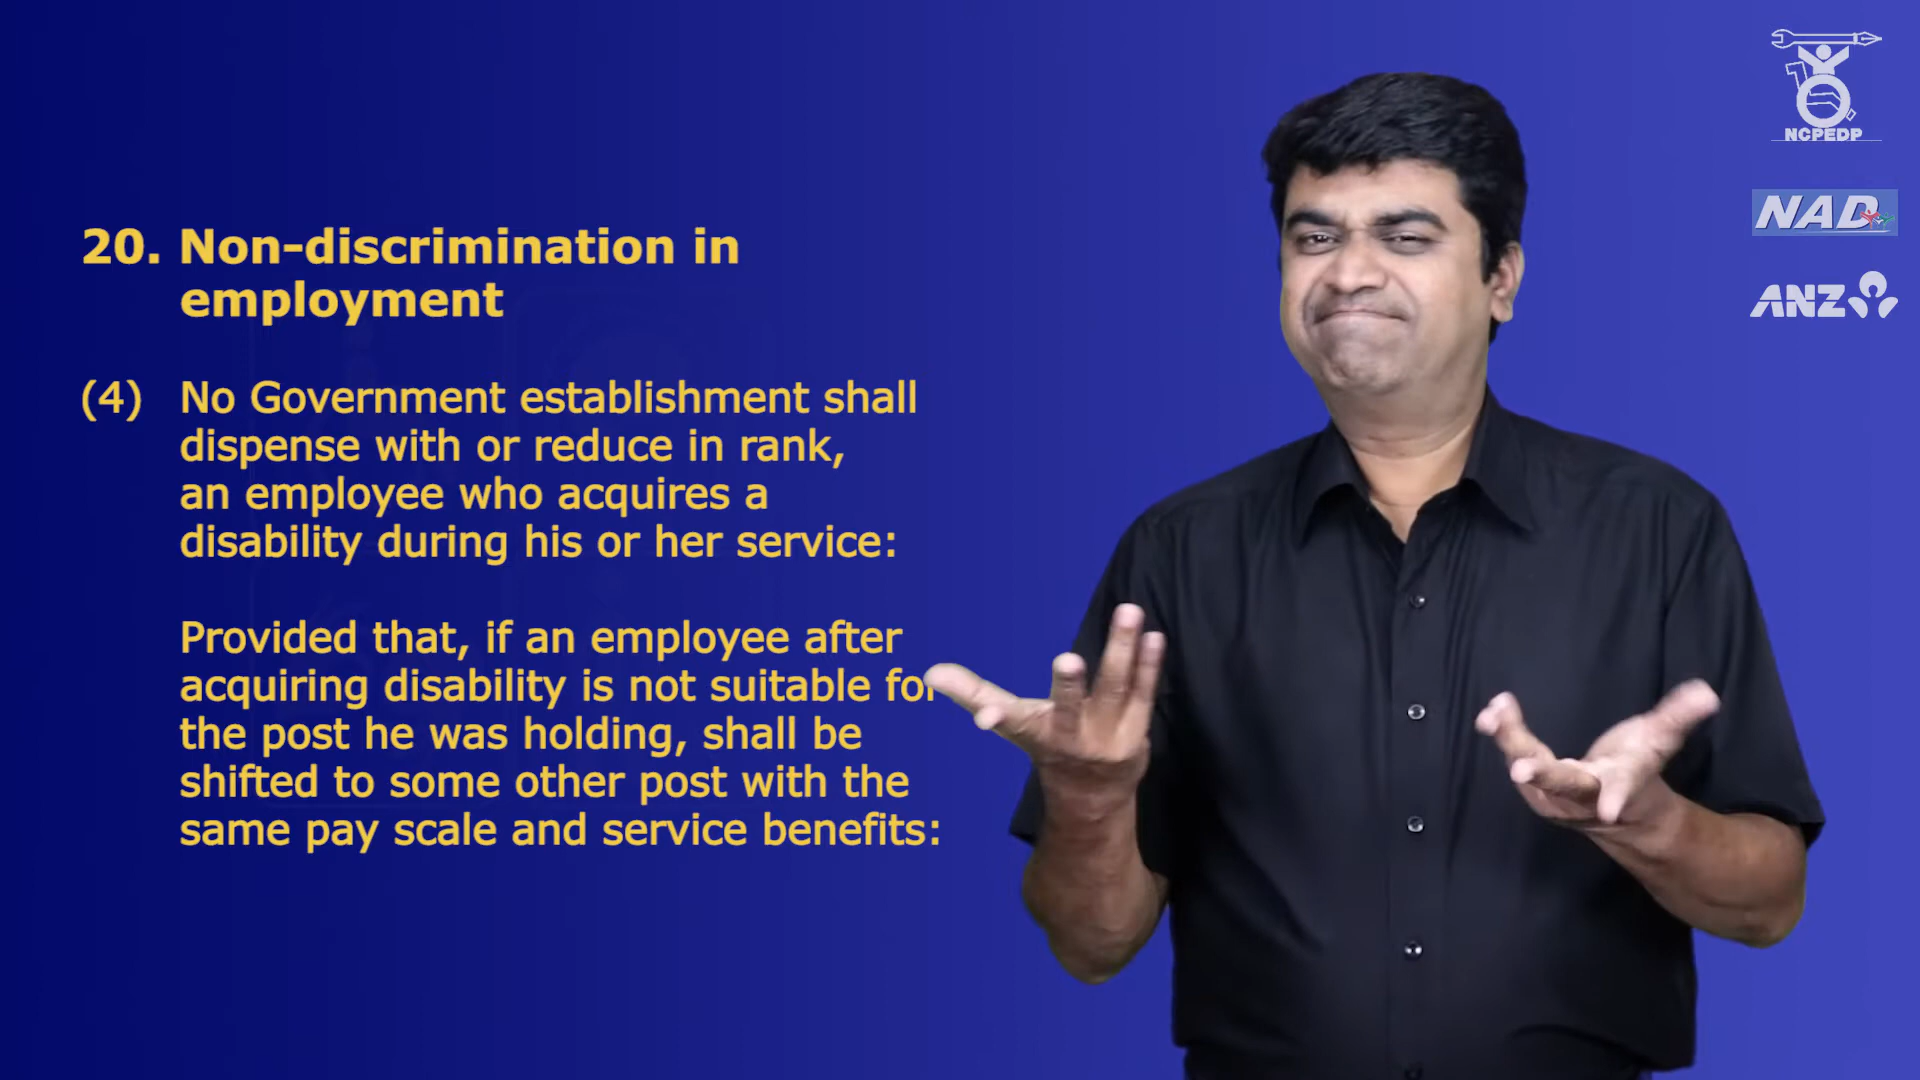 20. Non-discrimination in
employment
(4) No Government establishment shall
dispense with or reduce in rank,
an employee who acquires a
disability during his or her service:
Provided that, if an employee after
acquiring disability is not suitable for
the post he was holding, shall be
shifted to some other post with the
same pay scale and service benefits:
NCPEDP
NAD
ANZ